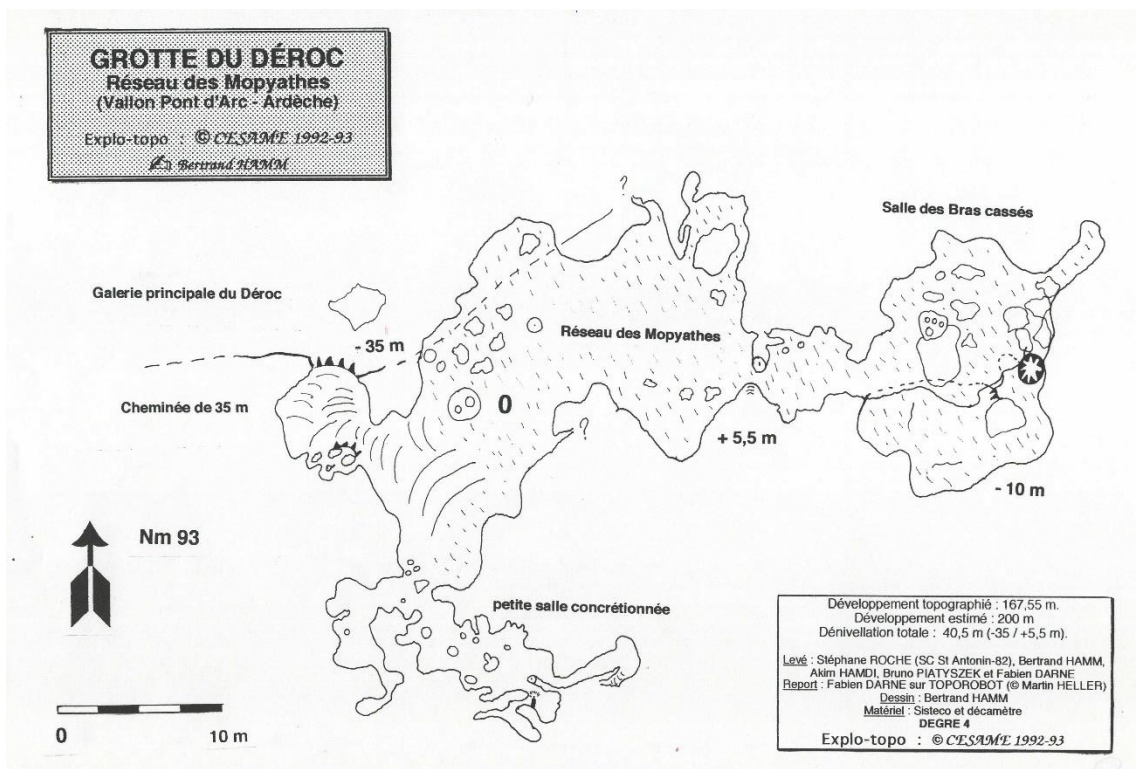 GROTTE DU DÉROC
Réseau des Mopyathes
(Vallon Pont d'Arc - Ardèche)
Explo-topo : © CESAME 1992-93
Bertrand HAMM
?
Salle des Bras cassés
Galerie principale du Déroc
- 35 m
Réseau des Mopyathes
Cheminée de 35 m
0
?
+ 5,5 m
- 10 m
Nm 93
petite salle concrétionnée
0
10 m
Développement topographié : 167,55 m.
Développement estimé : 200 m
Dénivellation totale : 40,5 m (-35 / +5,5 m).
Levé : Stéphane ROCHE (SC St Antonin-82), Bertrand HAMM,
Akim HAMDI, Bruno PIATYSZEK et Fabien DARNE
Report : Fabien DARNE sur TOPOROBOT (© Martin HELLER)
Dessin : Bertrand HAMM
Matériel : Sisteco et décamètre
DEGRE 4
Explo-topo : © CESAME 1992-93